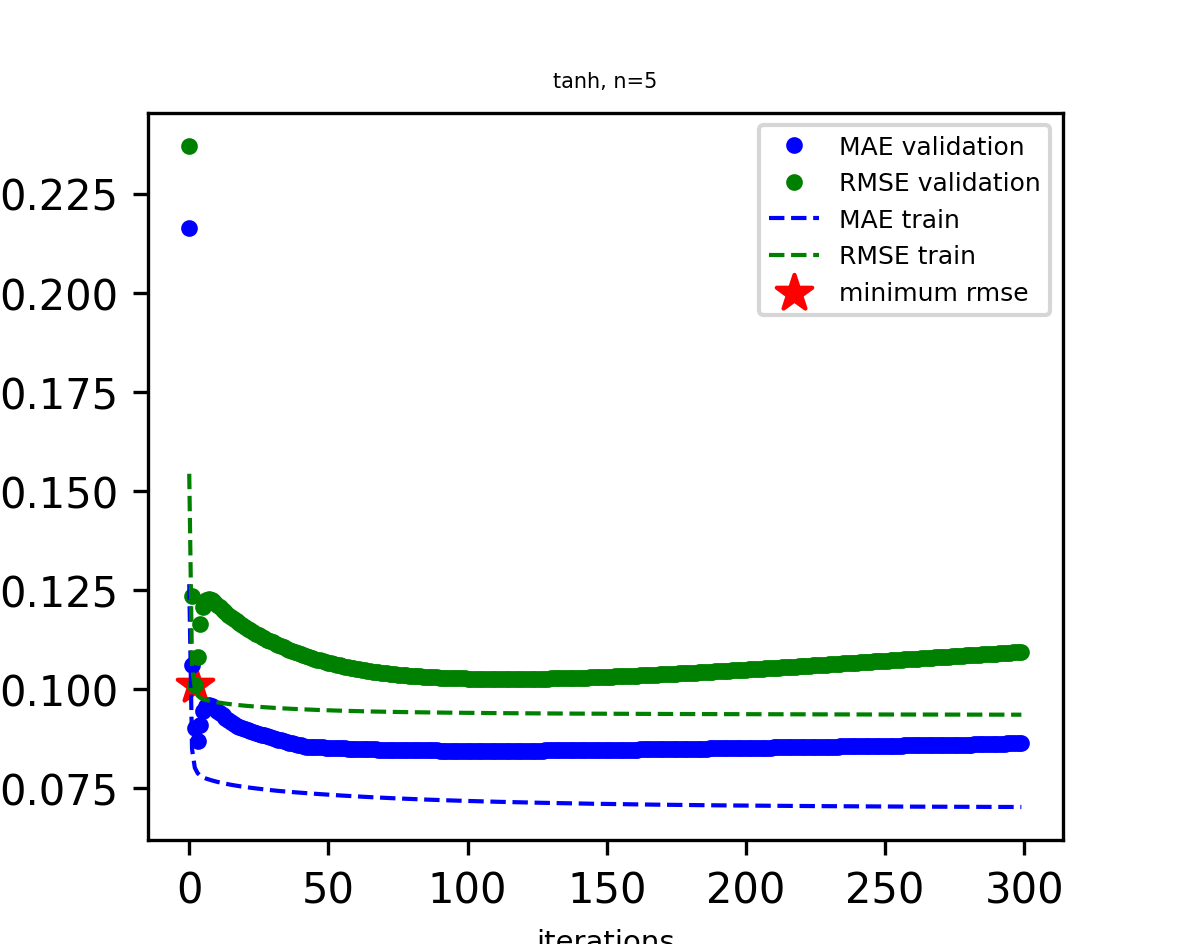 tanh, n=5
0.225
0.200
0.175
0.150
0.125
0.100
0.075
MAE validation
RMSE validation
MAE train
RMSE train
minimum rmse
0 50 100 150 200 250 300
iterations